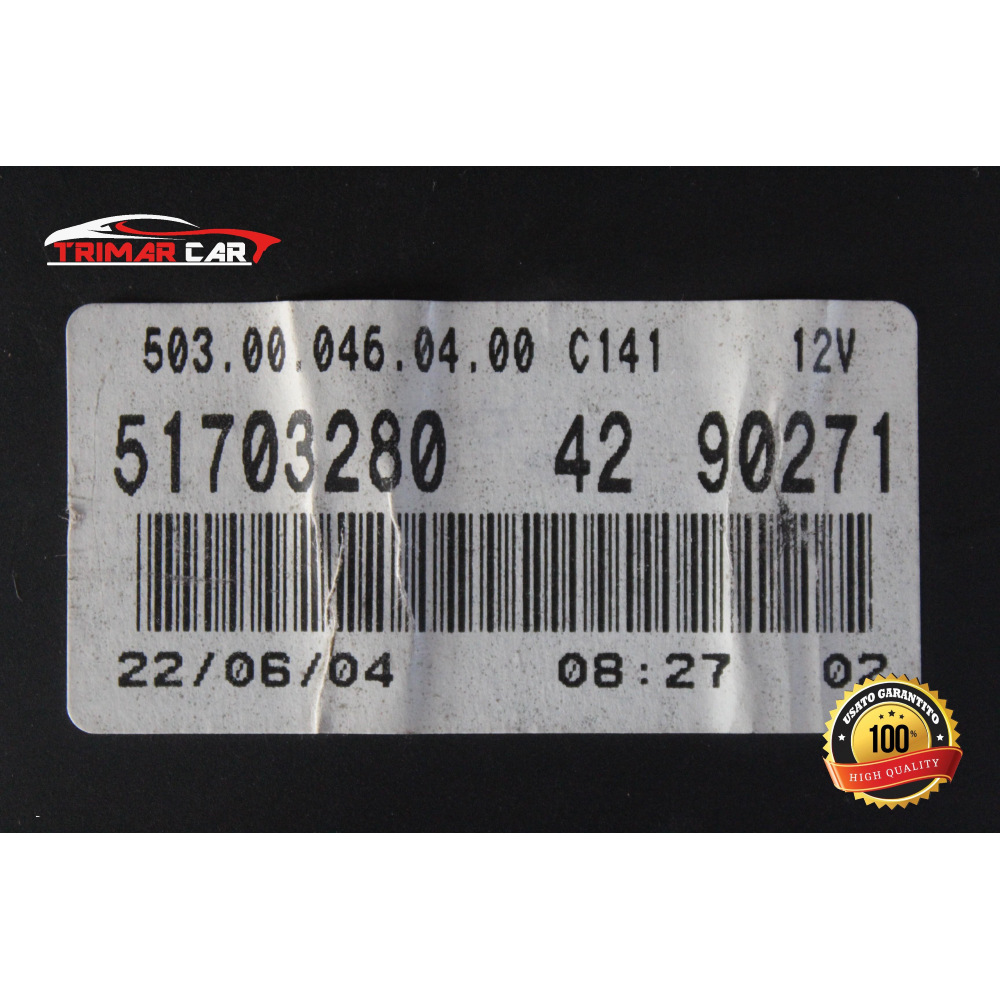 TRIMAR CAR
503.00.046.04.00 C141 12V
51703280 42 90271
22/06/04 08:27 02
USATO GARANTITO
100%
HIGH QUALITY